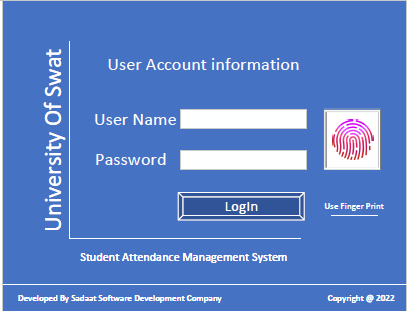 University Of Swat
User Account information
User Name
Password
LogIn
Use Finger Print
Student Attendance Management System
Developed By Sadaat Software Development Company
Copyright @ 2022